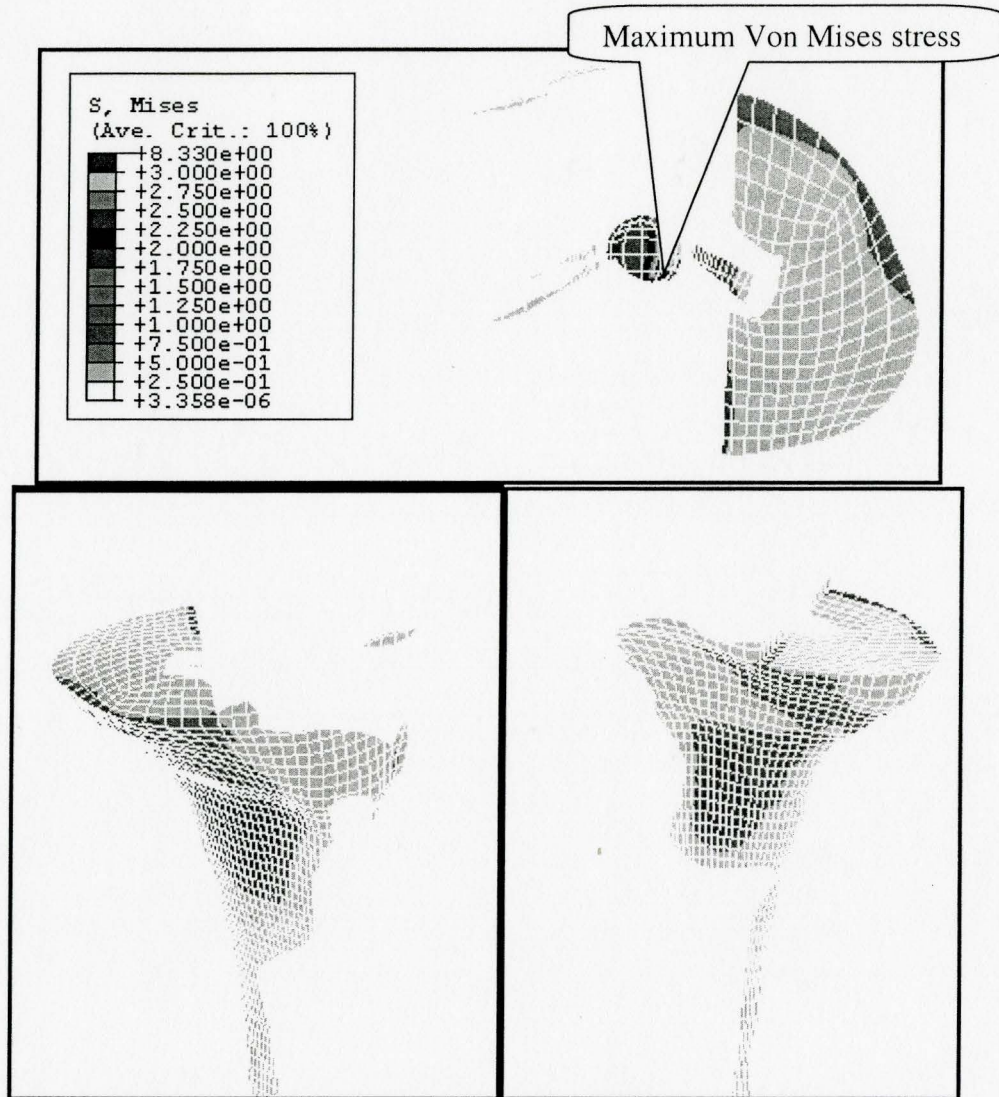 Maximum Von Mises stress
S, Mises
(Ave. Crit.: 100%)
+8.330e+00
+3.000e+00
+2.750e+00
+2.500e+00
+2.250e+00
+2.000e+00
+1.750e+00
+1.500e+00
+1.250e+00
+1.000e+00
+7.500e-01
+5.000e-01
+2.500e-01
+3.358e-06